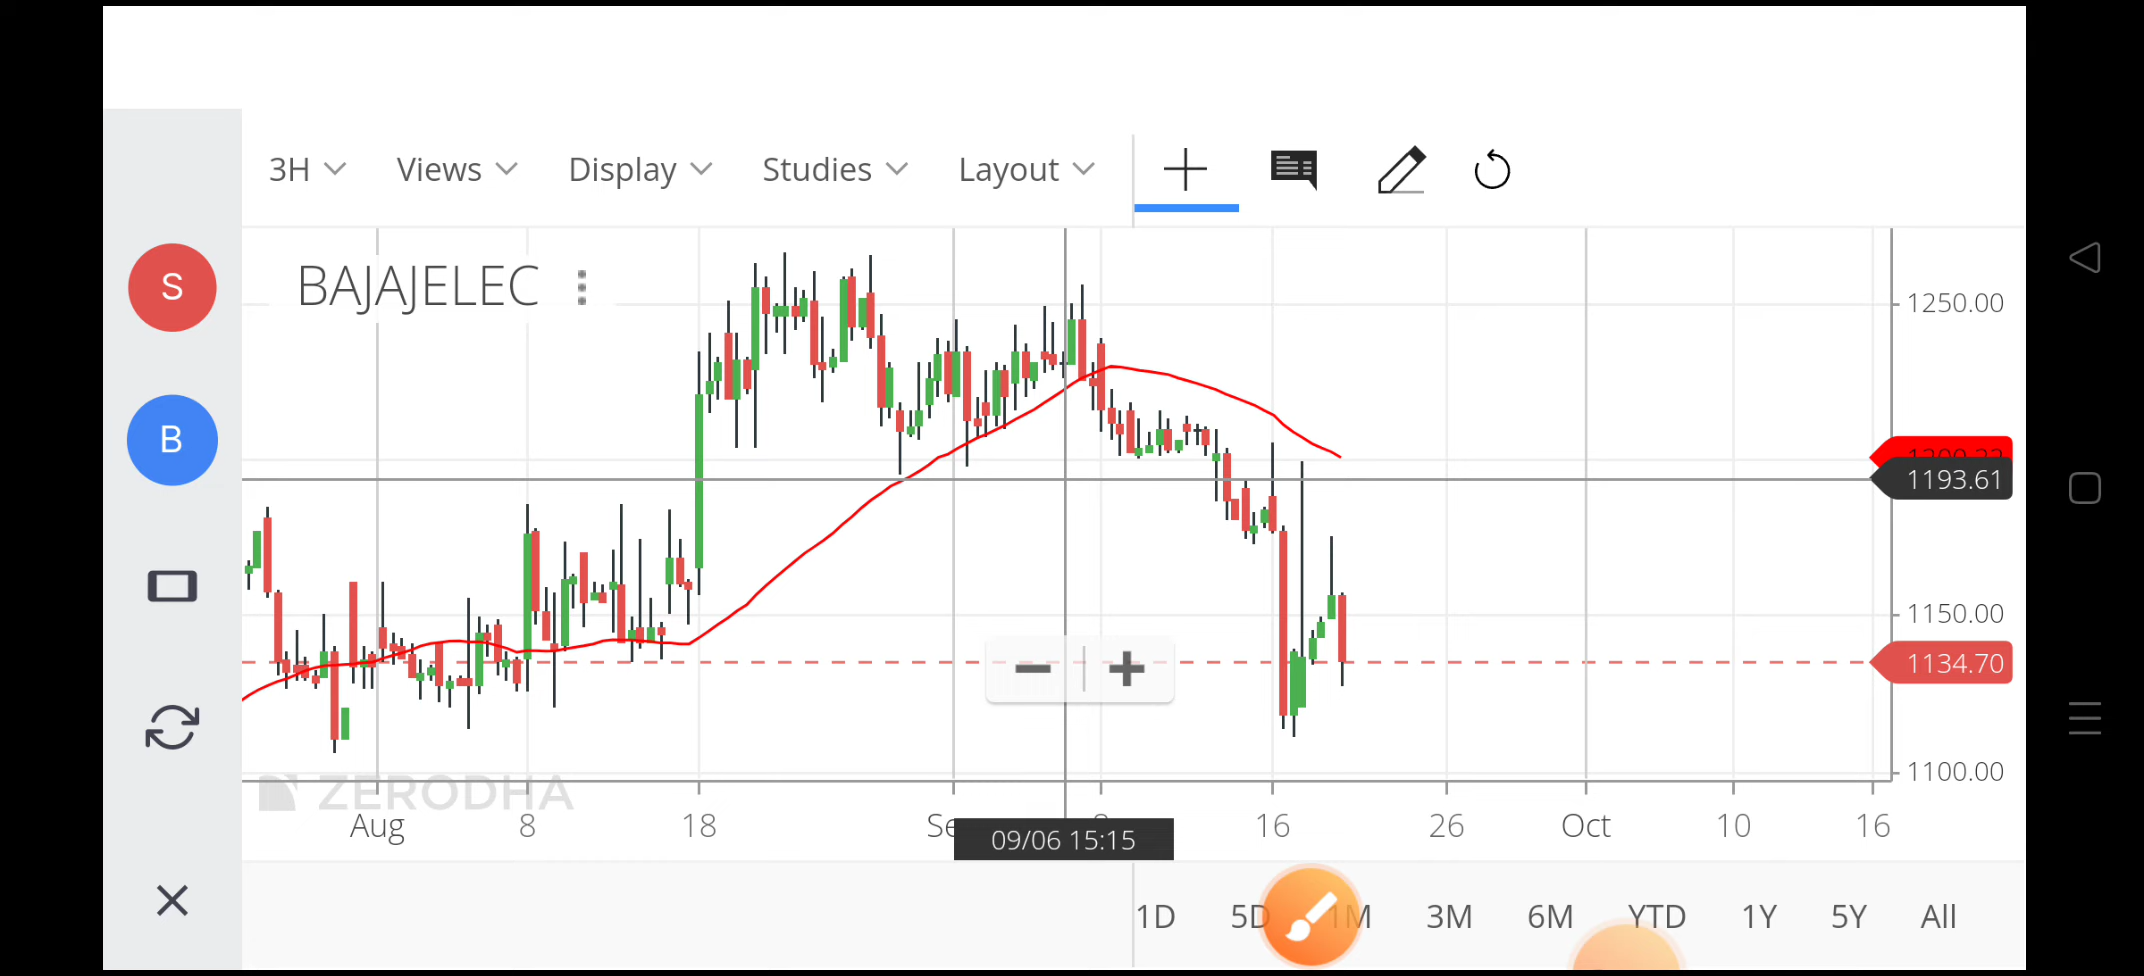 3H Views Display Studies Layout
S
BAJAJELEC
1250.00
B
1193.61
1150.00
1134.70
1100.00
ZERODHA
Aug 8 18 16 26 Oct 10 16
09/06 15:15
1D 5D 1M 3M 6M YTD 1Y 5Y All